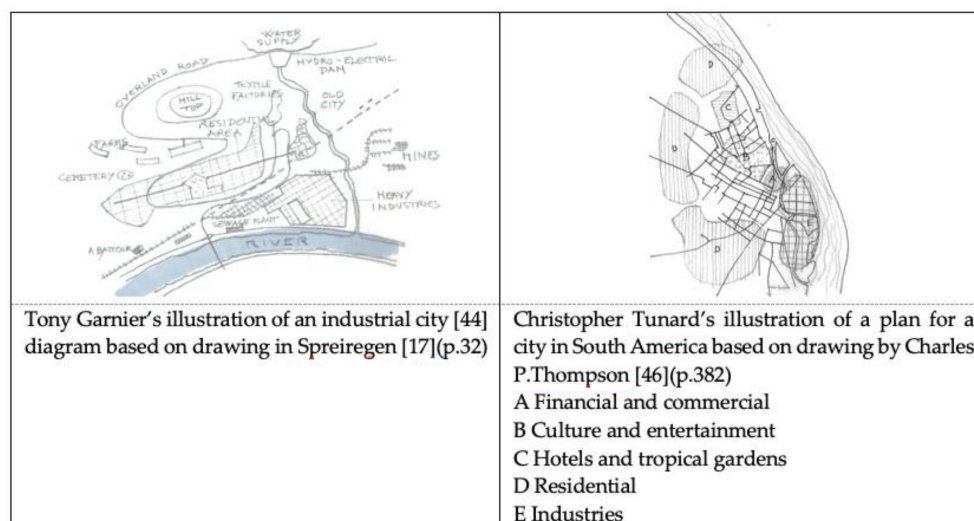 WATER
SUPPLY
OVERLAND ROAD
HYDRO-ELECTRIC
DAM
TEXTILE
FACTORIES
OLD
CITY
HILL
TOP
RESIDENTIAL
AREA
FARMS
MINES
CEMETERY
HEAVY
INDUSTRIES
SEWAGE PLANT
ABATTOIR
RIVER
D
C
D
B
A
E
D
Tony Garnier's illustration of an industrial city [44]
diagram based on drawing in Spreiregen [17](p.32)
Christopher Tunard's illustration of a plan for a
city in South America based on drawing by Charles
P.Thompson [46](p.382)
A Financial and commercial
B Culture and entertainment
C Hotels and tropical gardens
D Residential
E Industries